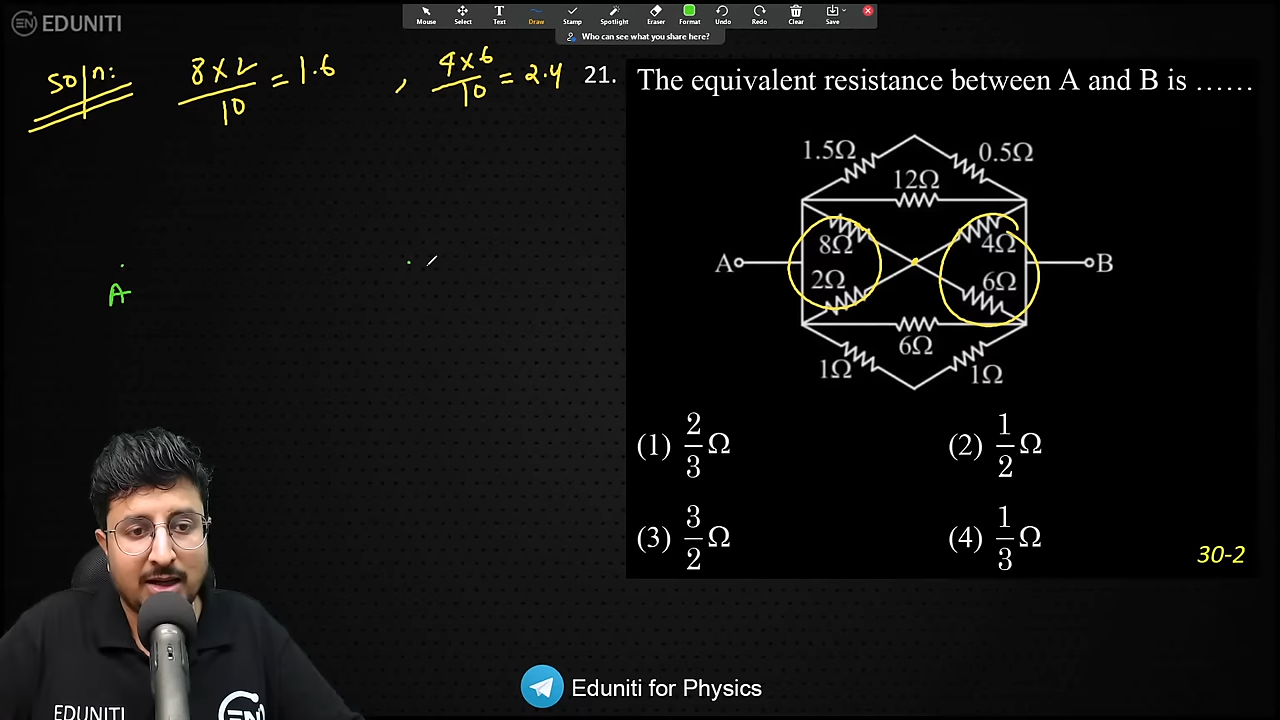 EDUNITI
Mouse Select Text Draw Stamp Spotlight Eraser Format Undo Redo Clear Save
Who can see what you share here?
Soln: 8×2/10 = 1.6 , 4×6/10 = 2.4
21. The equivalent resistance between A and B is ……
1.5Ω 0.5Ω
12Ω
8Ω 4Ω
A B
2Ω 6Ω
6Ω
1Ω 1Ω
A
(1) 2/3 Ω (2) 1/2 Ω
(3) 3/2 Ω (4) 1/3 Ω
30-2
Eduniti for Physics
EDUNITI
EN